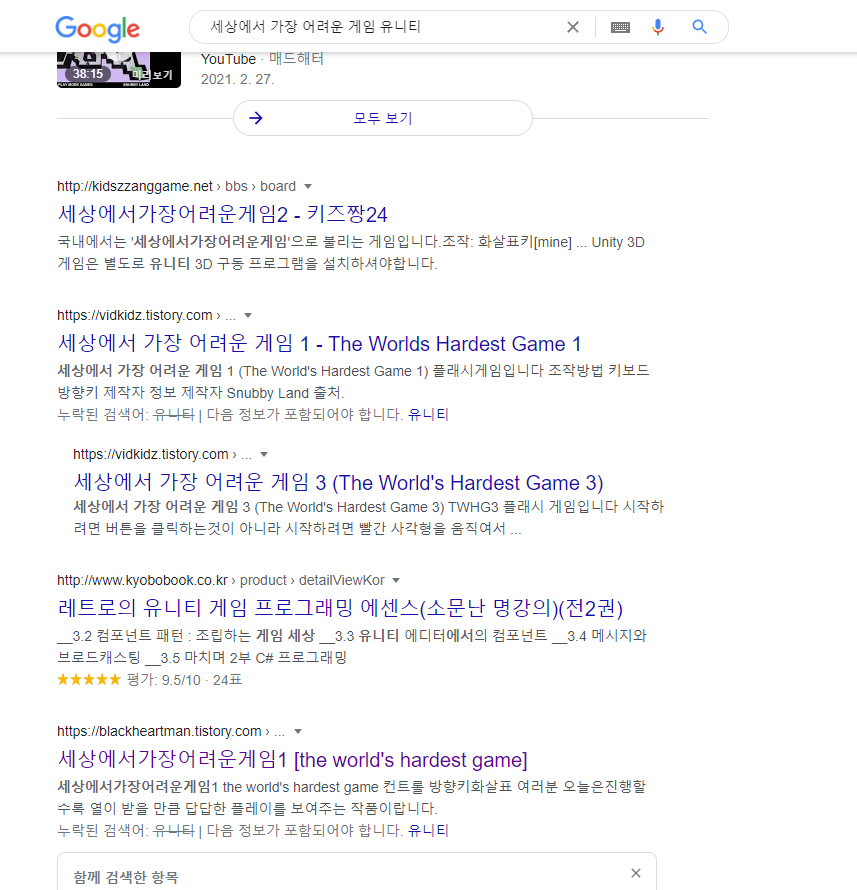 Google
세상에서 가장 어려운 게임 유니티
38:15
미리보기
PLAY MORE GAMES
SNUBBY LAND
YouTube · 매드해터
2021. 2. 27.
모두 보기
http://kidszzanggame.net › bbs › board
세상에서가장어려운게임2 - 키즈짱24
국내에서는 '세상에서가장어려운게임'으로 불리는 게임입니다.조작: 화살표키[mine] ... Unity 3D
게임은 별도로 유니티 3D 구동 프로그램을 설치하셔야합니다.
https://vidkidz.tistory.com › ...
세상에서 가장 어려운 게임 1 - The Worlds Hardest Game 1
세상에서 가장 어려운 게임 1 (The World's Hardest Game 1) 플래시게임입니다 조작방법 키보드
방향키 제작자 정보 제작자 Snubby Land 출처.
누락된 검색어: 유니티 | 다음 정보가 포함되어야 합니다. 유니티
https://vidkidz.tistory.com › ...
세상에서 가장 어려운 게임 3 (The World's Hardest Game 3)
세상에서 가장 어려운 게임 3 (The World's Hardest Game 3) TWHG3 플래시 게임입니다 시작하
려면 버튼을 클릭하는것이 아니라 시작하려면 빨간 사각형을 움직여서 ...
http://www.kyobobook.co.kr › product › detailViewKor
레트로의 유니티 게임 프로그래밍 에센스(소문난 명강의)(전2권)
__3.2 컴포넌트 패턴 : 조립하는 게임 세상 __3.3 유니티 에디터에서의 컴포넌트 __3.4 메시지와
브로드캐스팅 __3.5 마치며 2부 C# 프로그래밍
★★★★★ 평가: 9.5/10 · 24표
https://blackheartman.tistory.com › ...
세상에서가장어려운게임1 [the world's hardest game]
세상에서가장어려운게임1 the world's hardest game 컨트롤 방향키화살표 여러분 오늘은진행할
수록 열이 받을 만큼 답답한 플레이를 보여주는 작품이랍니다.
누락된 검색어: 유니티 | 다음 정보가 포함되어야 합니다. 유니티
함께 검색한 항목